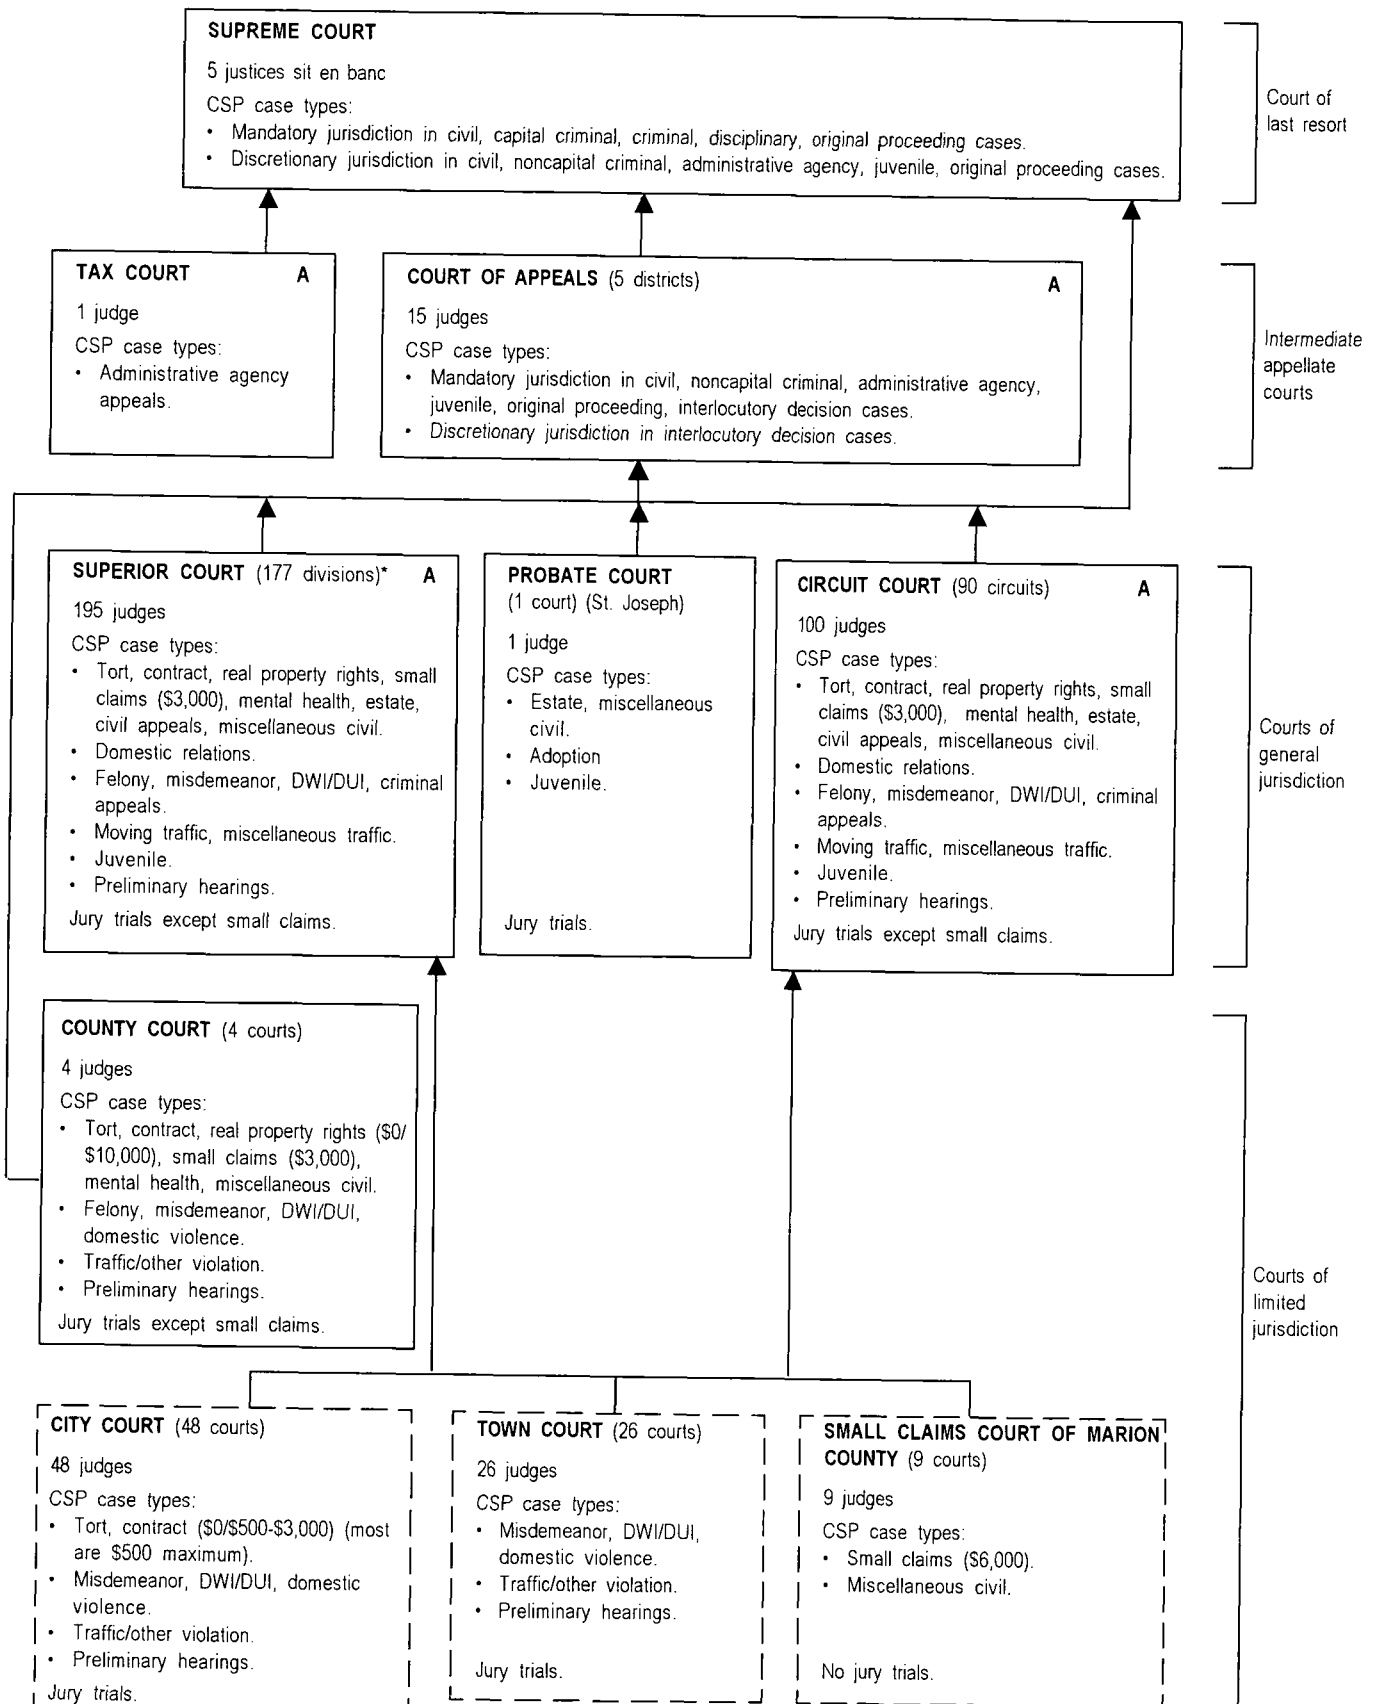 SUPREME COURT
5 justices sit en banc
CSP case types:
• Mandatory jurisdiction in civil, capital criminal, criminal, disciplinary, original proceeding cases.
• Discretionary jurisdiction in civil, noncapital criminal, administrative agency, juvenile, original proceeding cases.
Court of
last resort
TAX COURT A
1 judge
CSP case types:
• Administrative agency
appeals.
COURT OF APPEALS (5 districts) A
15 judges
CSP case types:
• Mandatory jurisdiction in civil, noncapital criminal, administrative agency,
juvenile, original proceeding, interlocutory decision cases.
• Discretionary jurisdiction in interlocutory decision cases.
Intermediate
appellate
courts
SUPERIOR COURT (177 divisions)* A
195 judges
CSP case types:
• Tort, contract, real property rights, small
claims ($3,000), mental health, estate,
civil appeals, miscellaneous civil.
• Domestic relations.
• Felony, misdemeanor, DWI/DUI, criminal
appeals.
• Moving traffic, miscellaneous traffic.
• Juvenile.
• Preliminary hearings.
Jury trials except small claims.
PROBATE COURT
(1 court) (St. Joseph)
1 judge
CSP case types:
• Estate, miscellaneous
civil.
• Adoption
• Juvenile.
Jury trials.
CIRCUIT COURT (90 circuits) A
100 judges
CSP case types:
• Tort, contract, real property rights, small
claims ($3,000), mental health, estate,
civil appeals, miscellaneous civil.
• Domestic relations.
• Felony, misdemeanor, DWI/DUI, criminal
appeals.
• Moving traffic, miscellaneous traffic.
• Juvenile.
• Preliminary hearings.
Jury trials except small claims.
Courts of
general
jurisdiction
COUNTY COURT (4 courts)
4 judges
CSP case types:
• Tort, contract, real property rights ($0/
$10,000), small claims ($3,000),
mental health, miscellaneous civil.
• Felony, misdemeanor, DWI/DUI,
domestic violence.
• Traffic/other violation.
• Preliminary hearings.
Jury trials except small claims.
Courts of
limited
jurisdiction
CITY COURT (48 courts)
48 judges
CSP case types:
• Tort, contract ($0/$500-$3,000) (most
are $500 maximum).
• Misdemeanor, DWI/DUI, domestic
violence.
• Traffic/other violation.
• Preliminary hearings.
Jury trials.
TOWN COURT (26 courts)
26 judges
CSP case types:
• Misdemeanor, DWI/DUI,
domestic violence.
• Traffic/other violation.
• Preliminary hearings.
Jury trials.
SMALL CLAIMS COURT OF MARION
COUNTY (9 courts)
9 judges
CSP case types:
• Small claims ($6,000).
• Miscellaneous civil.
No jury trials.